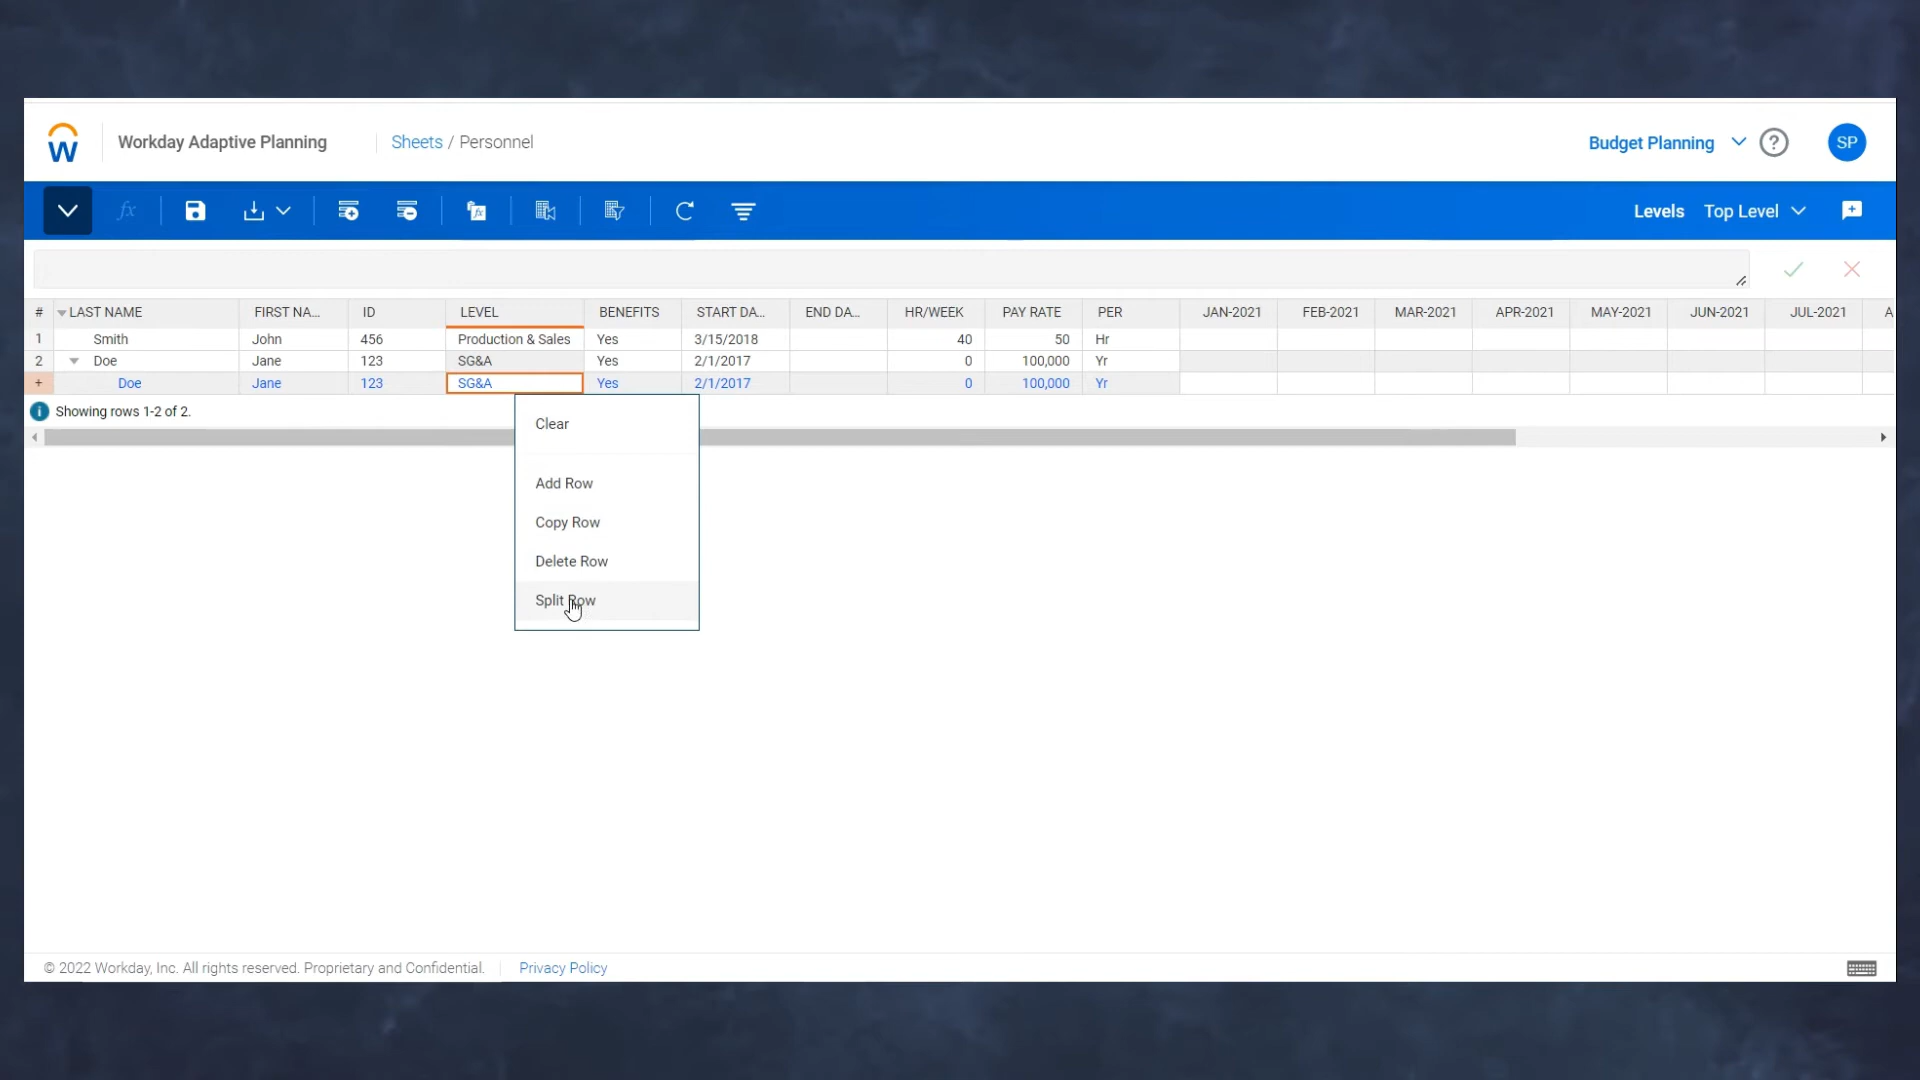 W
Workday Adaptive Planning
Sheets / Personnel
Budget Planning
?
SP
fx
Levels Top Level
# LAST NAME FIRST NA... ID LEVEL BENEFITS START DA... END DA... HR/WEEK PAY RATE PER JAN-2021 FEB-2021 MAR-2021 APR-2021 MAY-2021 JUN-2021 JUL-2021 A
1 Smith John 456 Production & Sales Yes 3/15/2018 40 50 Hr
2 Doe Jane 123 SG&A Yes 2/1/2017 0 100,000 Yr
+ Doe Jane 123 SG&A Yes 2/1/2017 0 100,000 Yr
i Showing rows 1-2 of 2.
Clear
Add Row
Copy Row
Delete Row
Split Row
© 2022 Workday, Inc. All rights reserved. Proprietary and Confidential. Privacy Policy